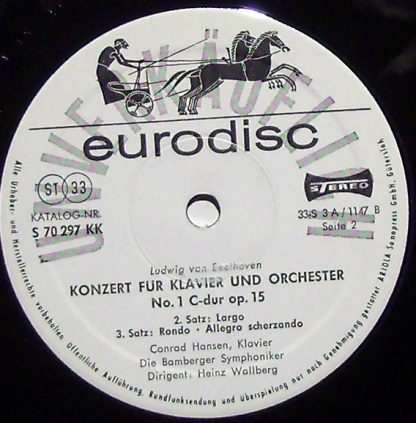 UNVERKÄUFLICH
eurodisc
ST 33
STEREO
KATALOG-NR.
S 70 297 KK
33/S 3 A / 1147 B
Seite 2
Ludwig van Beethoven
KONZERT FÜR KLAVIER UND ORCHESTER
No. 1 C-dur op. 15
2. Satz: Largo
3. Satz: Rondo • Allegro scherzando
Conrad Hansen, Klavier
Die Bamberger Symphoniker
Dirigent: Heinz Wallberg
Alle Urheber- und Herstellerrechte vorbehalten. Öffentliche Aufführung, Rundfunksendung und Überspielung nur nach Genehmigung gestattet. ARIOLA Sonopress GmbH, Gütersloh